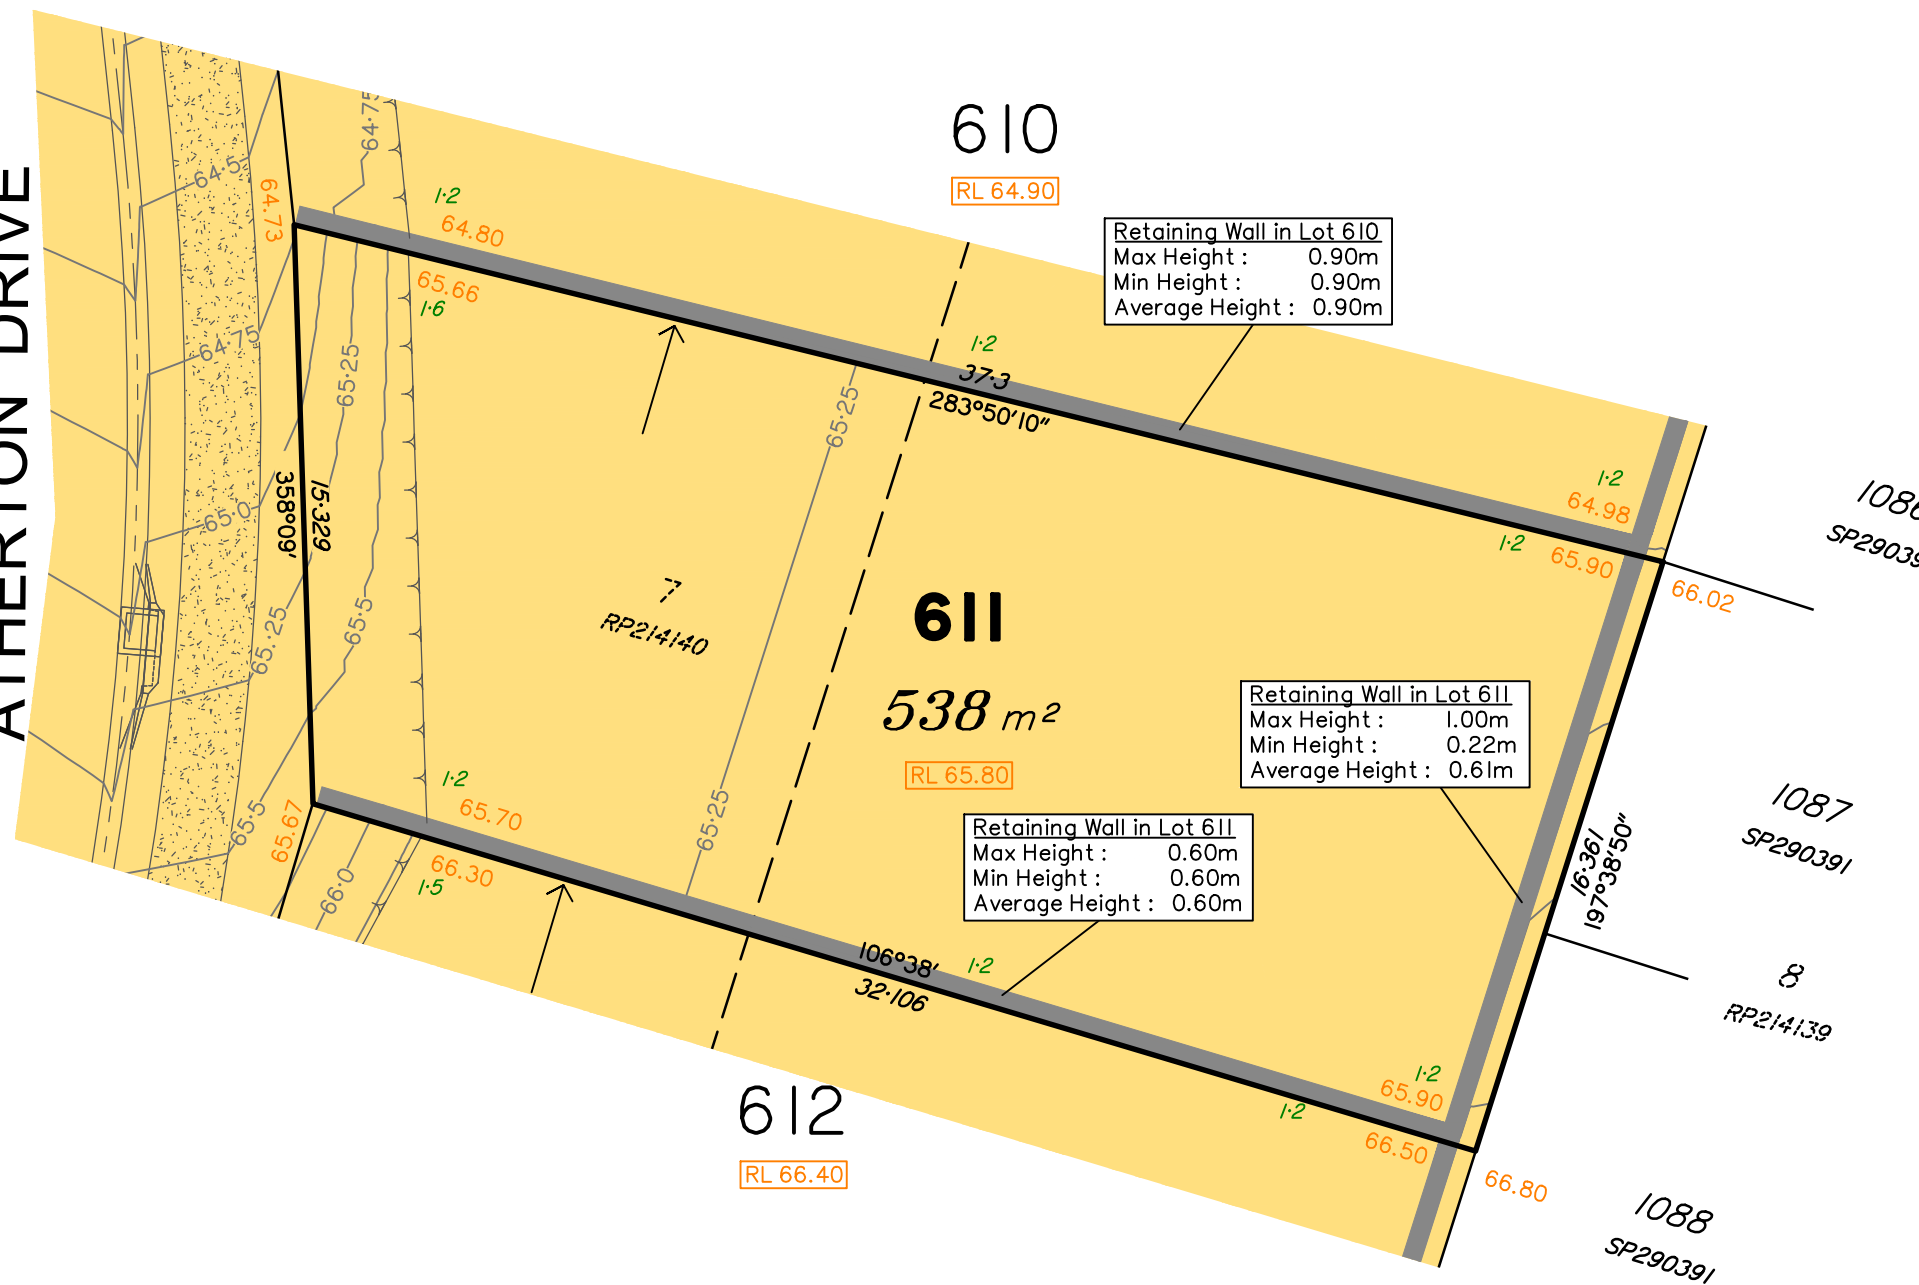 ATHERTON DRIVE
610
RL 64.90
Retaining Wall in Lot 610
Max Height : 0.90m
Min Height : 0.90m
Average Height : 0.90m
64.75
64.5
64.73
1.2
64.80
65.66
1.6
64.75
65.25
65.25
1.2
37.3
283°50'10"
1.2
64.98
1.2
65.90
66.02
1086
15.329
358°09'
65.0
7
RP214140
611
538 m²
RL 65.80
65.25
65.5
Retaining Wall in Lot 611
Max Height : 1.00m
Min Height : 0.22m
Average Height : 0.61m
1087
SP290391
16.361
197°38'50"
8
RP214139
1.2
65.70
65.67
65.5
65.25
66.30
1.5
66.0
Retaining Wall in Lot 611
Max Height : 0.60m
Min Height : 0.60m
Average Height : 0.60m
106°38'
32.106
1.2
1.2
65.90
1.2
66.50
66.80
612
RL 66.40
1088
SP290391